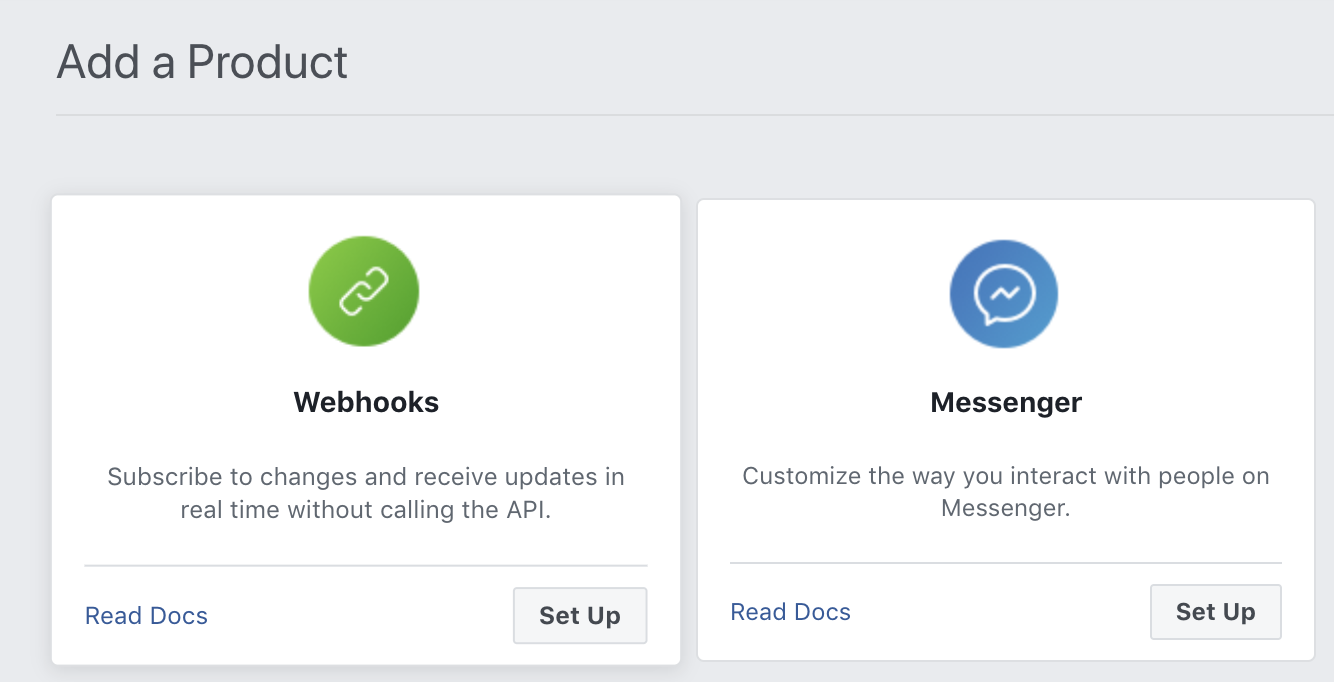 Add a Product
Webhooks
Subscribe to changes and receive updates in
real time without calling the API.
Read Docs
Set Up
Messenger
Customize the way you interact with people on
Messenger.
Read Docs
Set Up